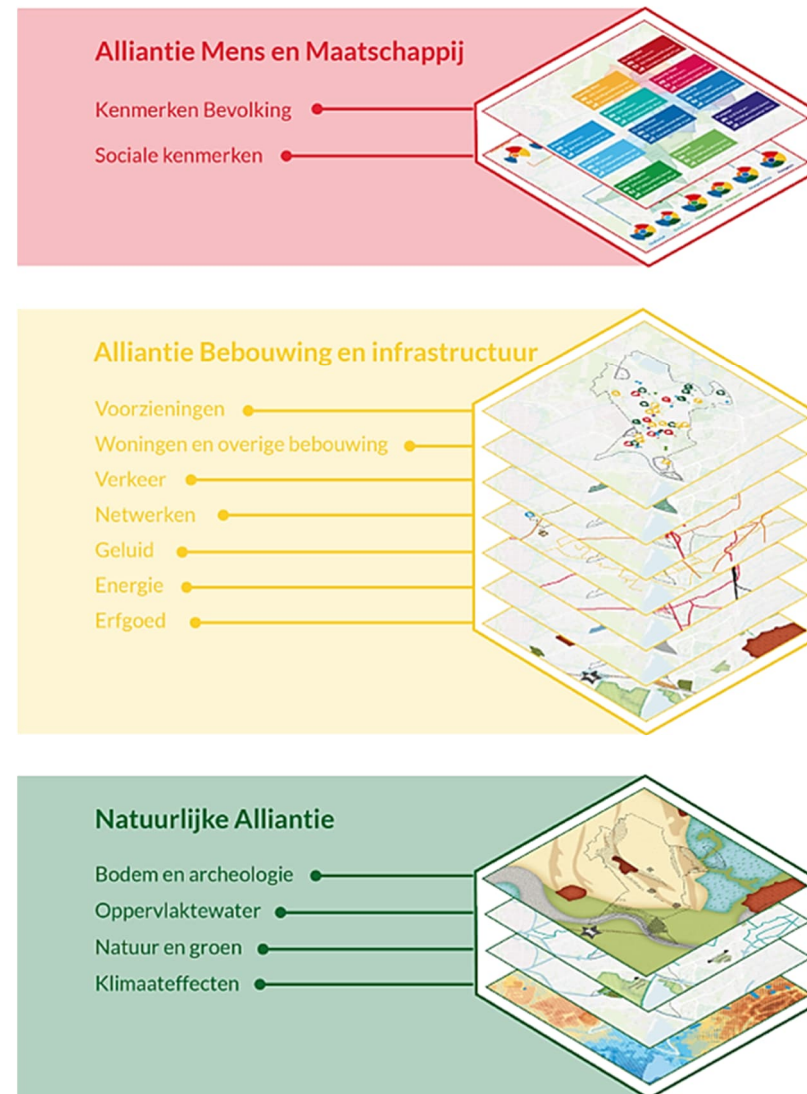 Alliantie Mens en Maatschappij
Kenmerken Bevolking
Sociale kenmerken
Alliantie Bebouwing en infrastructuur
Voorzieningen
Woningen en overige bebouwing
Verkeer
Netwerken
Geluid
Energie
Erfgoed
Natuurlijke Alliantie
Bodem en archeologie
Oppervlaktewater
Natuur en groen
Klimaateffecten